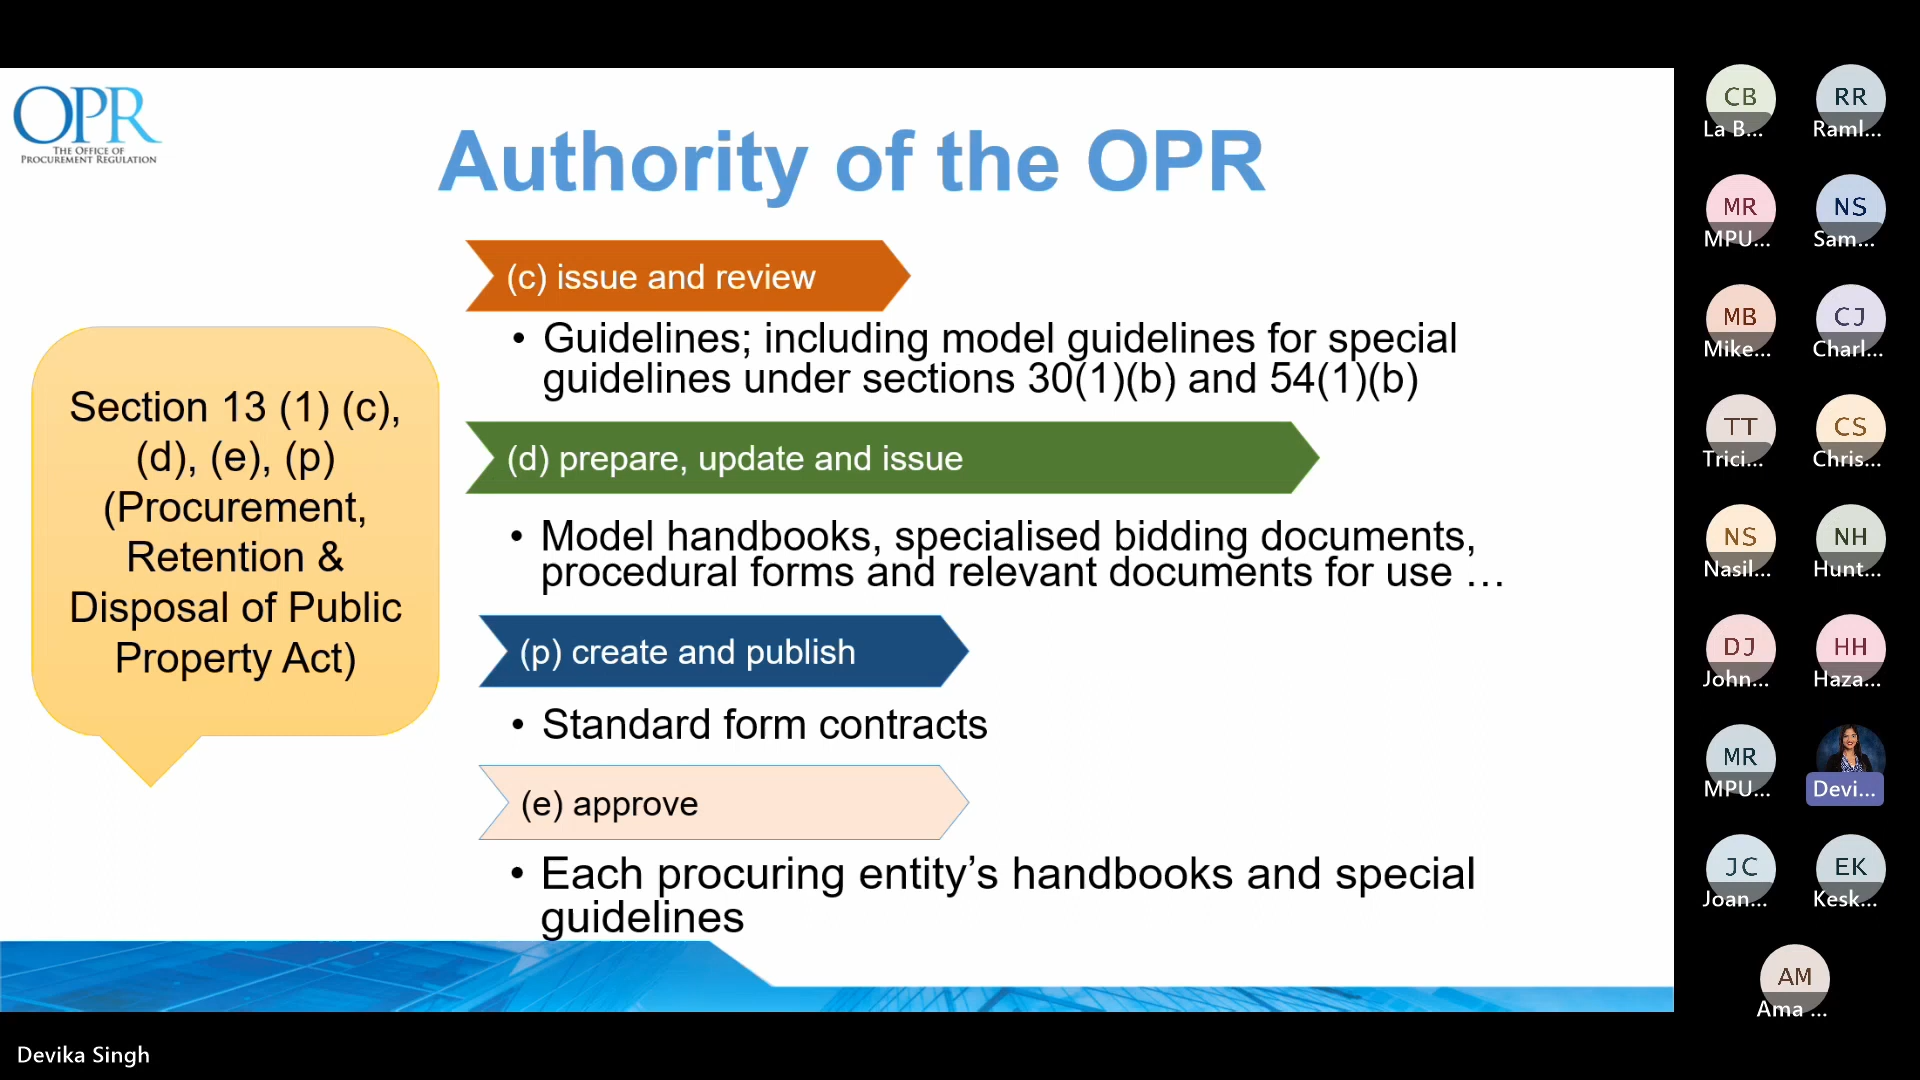 OPR
THE OFFICE OF
PROCUREMENT REGULATION
Authority of the OPR
Section 13 (1) (c),
(d), (e), (p)
(Procurement,
Retention &
Disposal of Public
Property Act)
(c) issue and review
• Guidelines; including model guidelines for special
guidelines under sections 30(1)(b) and 54(1)(b)
(d) prepare, update and issue
• Model handbooks, specialised bidding documents,
procedural forms and relevant documents for use …
(p) create and publish
• Standard form contracts
(e) approve
• Each procuring entity’s handbooks and special
guidelines
CB
La B...
RR
Raml...
MR
MPU...
NS
Sam...
MB
Mike...
CJ
Charl...
TT
Trici...
CS
Chris...
NS
Nasil...
NH
Hunt...
DJ
John...
HH
Haza...
MR
MPU...
Devi...
JC
Joan...
EK
Kesk...
AM
Ama ...
Devika Singh